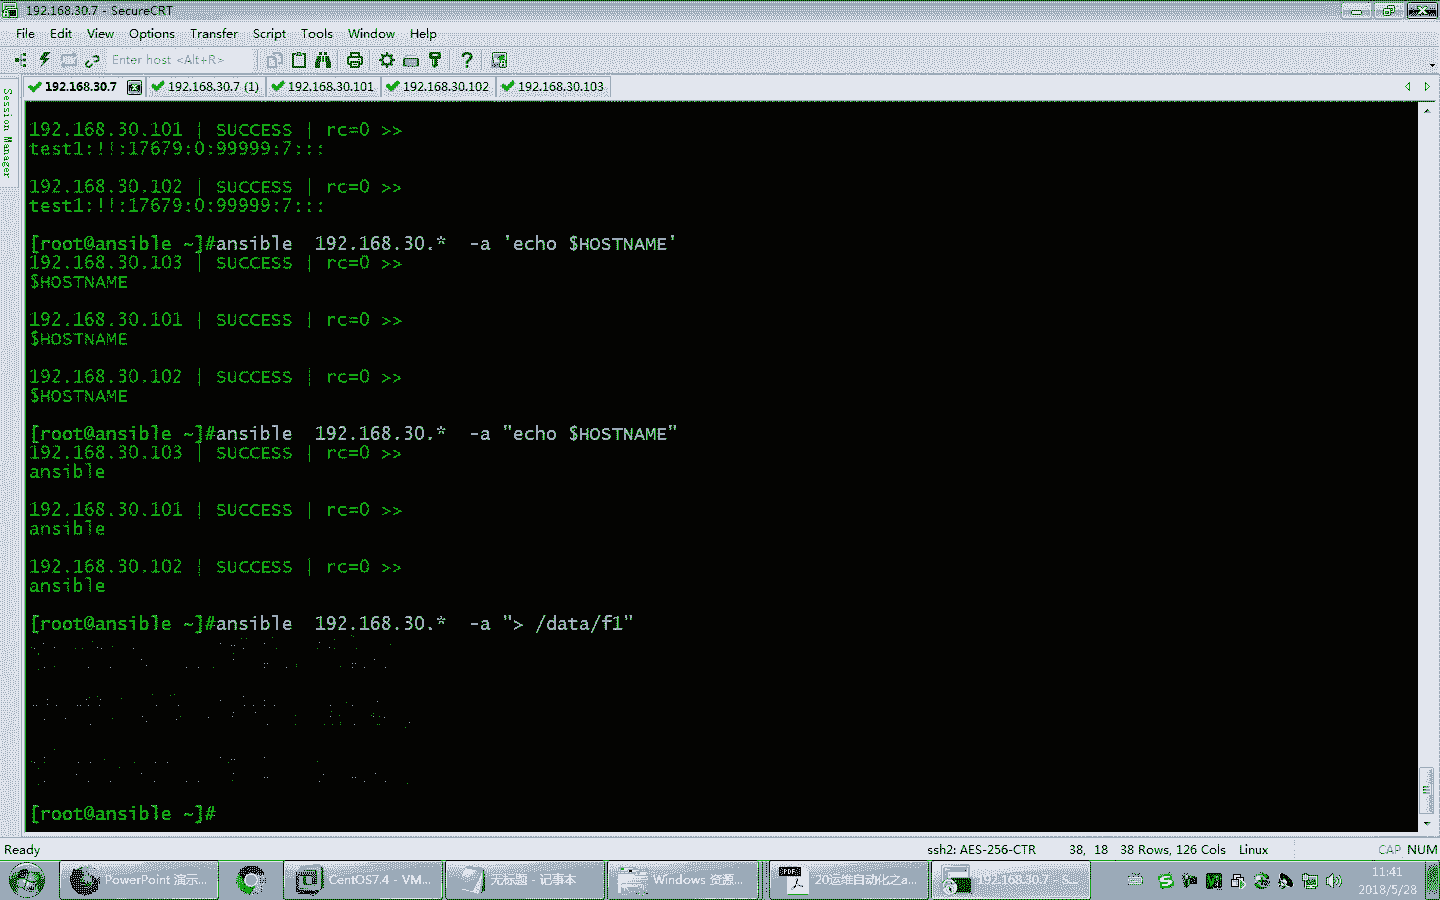 192.168.30.7 - SecureCRT
File Edit View Options Transfer Script Tools Window Help
Enter host <Alt+R>
192.168.30.7 192.168.30.7 (1) 192.168.30.101 192.168.30.102 192.168.30.103
Session Manager
192.168.30.101 | SUCCESS | rc=0 >>
test1:!!:17679:0:99999:7:::
192.168.30.102 | SUCCESS | rc=0 >>
test1:!!:17679:0:99999:7:::
[root@ansible ~]#ansible  192.168.30.*  -a 'echo $HOSTNAME'
192.168.30.103 | SUCCESS | rc=0 >>
$HOSTNAME
192.168.30.101 | SUCCESS | rc=0 >>
$HOSTNAME
192.168.30.102 | SUCCESS | rc=0 >>
$HOSTNAME
[root@ansible ~]#ansible  192.168.30.*  -a "echo $HOSTNAME"
192.168.30.103 | SUCCESS | rc=0 >>
ansible
192.168.30.101 | SUCCESS | rc=0 >>
ansible
192.168.30.102 | SUCCESS | rc=0 >>
ansible
[root@ansible ~]#ansible  192.168.30.*  -a "> /data/f1"
[root@ansible ~]#
Ready ssh2: AES-256-CTR 38, 18 38 Rows, 126 Cols Linux CAP NUM
PowerPoint 演示... CentOS7.4 - VM... 无标题 - 记事本 Windows 资源... 20运维自动化之a... 192.168.30.7 - S... 11:41
2018/5/28